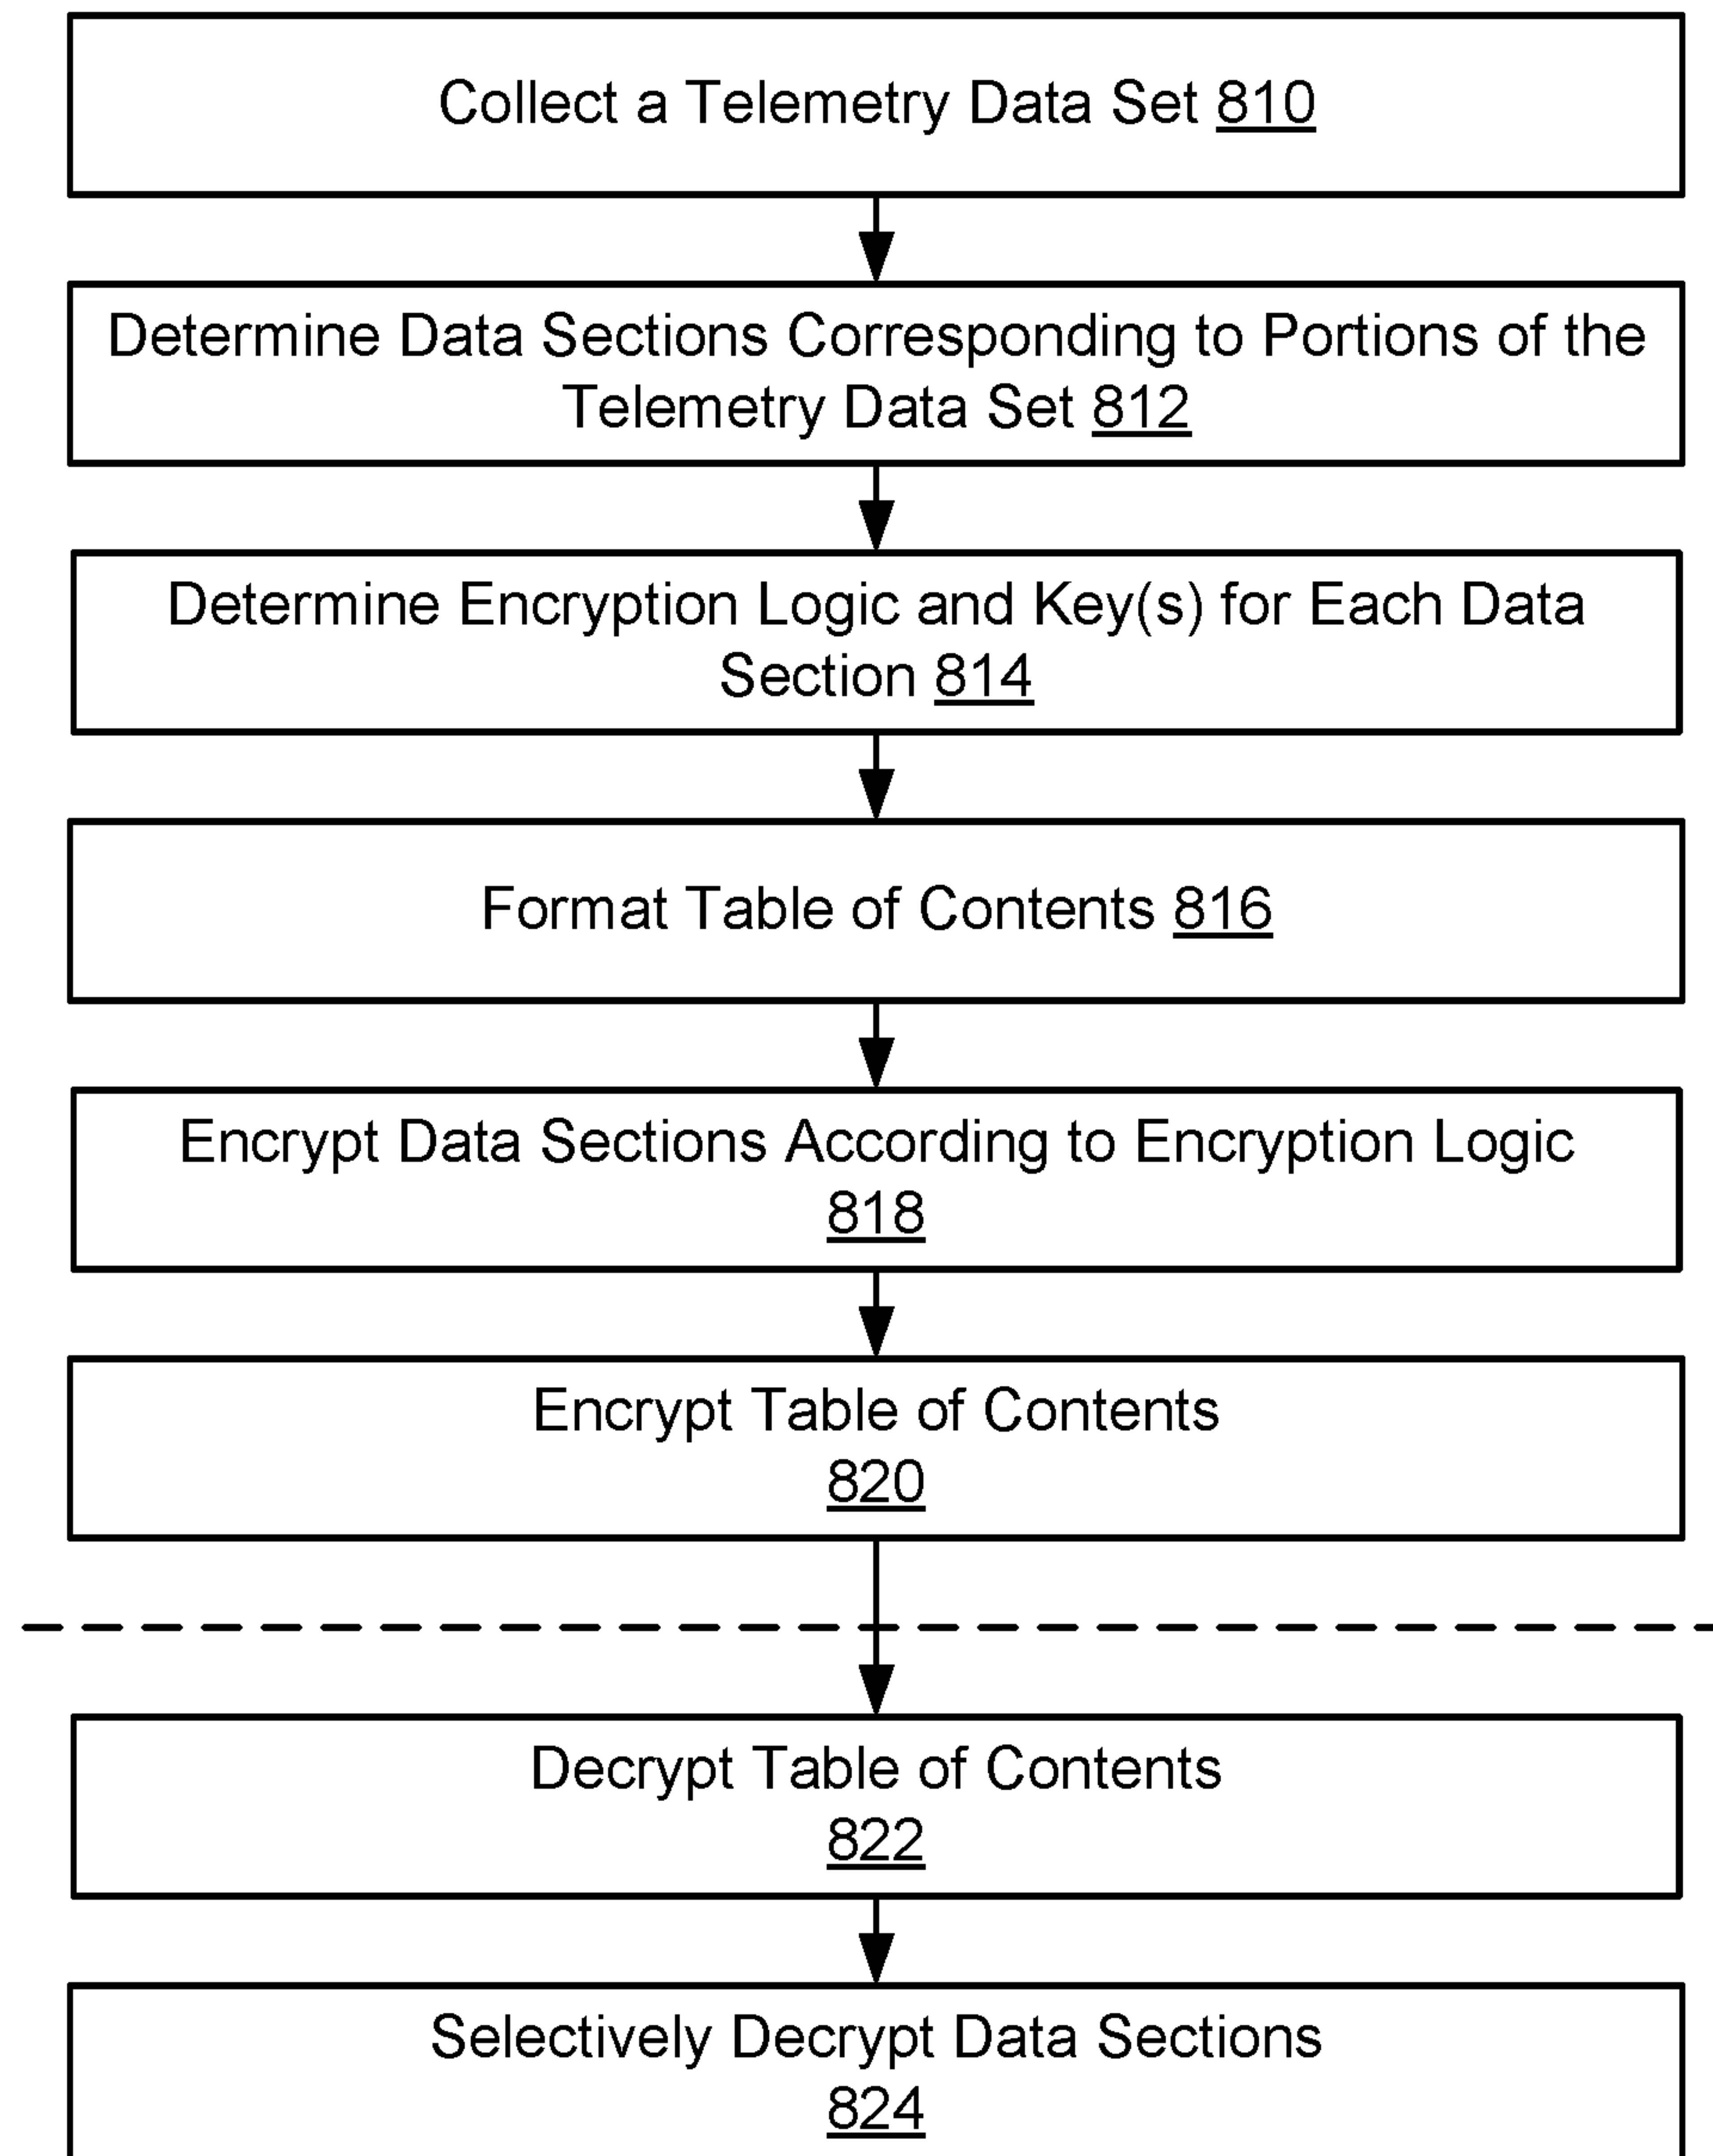 Collect a Telemetry Data Set 810
Determine Data Sections Corresponding to Portions of the
Telemetry Data Set 812
Determine Encryption Logic and Key(s) for Each Data
Section 814
Format Table of Contents 816
Encrypt Data Sections According to Encryption Logic
818
Encrypt Table of Contents
820
Decrypt Table of Contents
822
Selectively Decrypt Data Sections
824